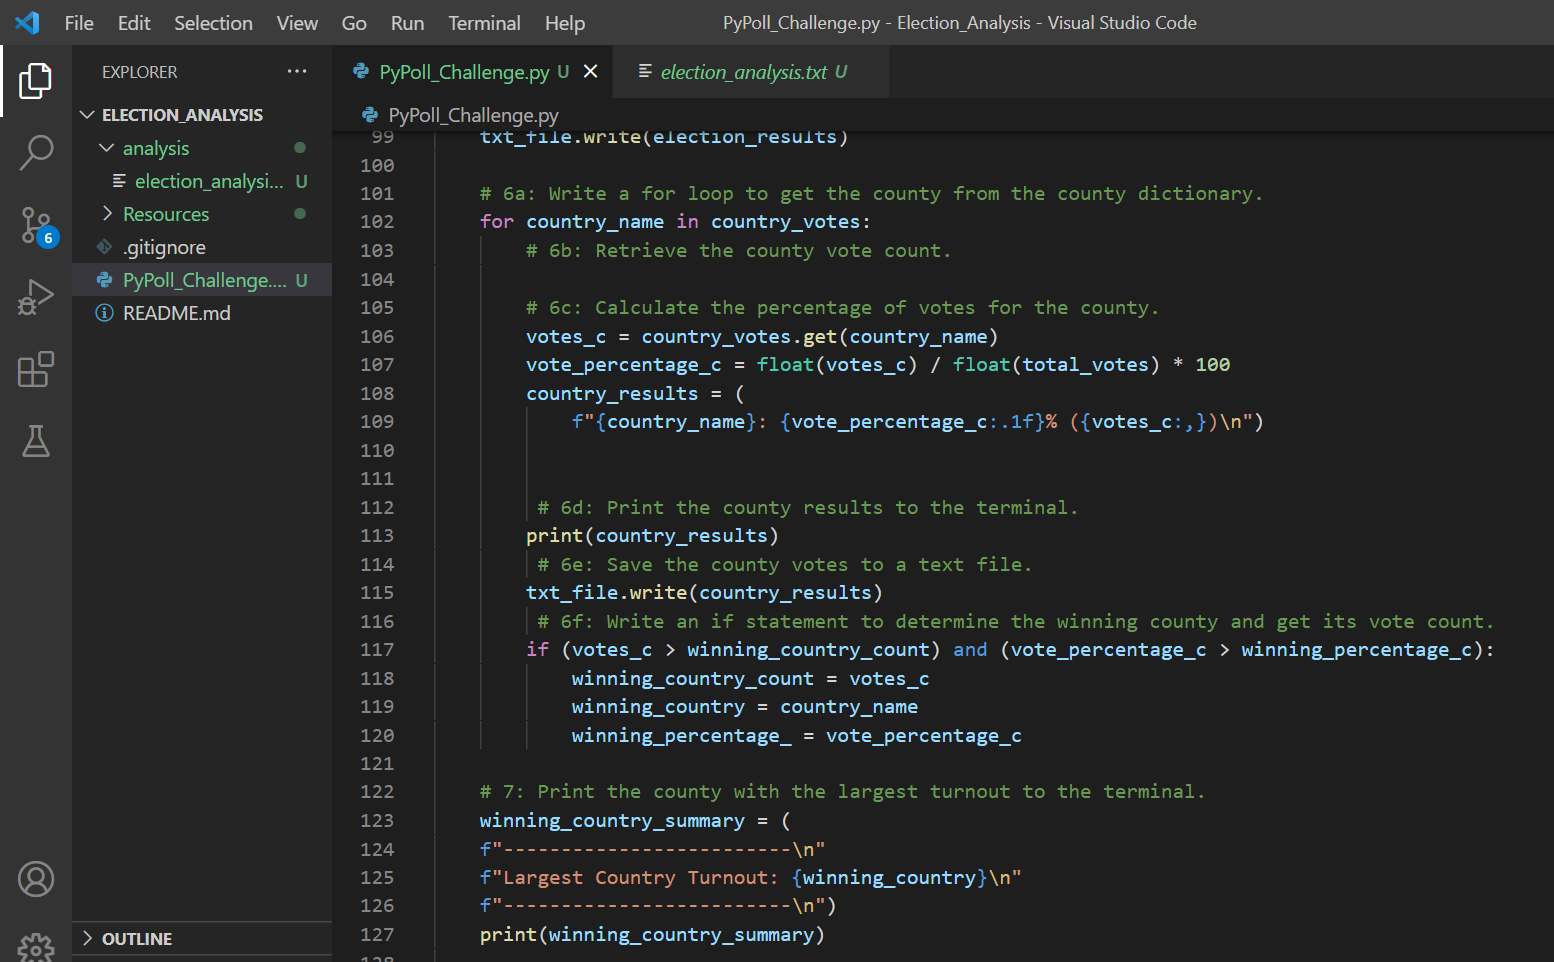 File Edit Selection View Go Run Terminal Help PyPoll_Challenge.py - Election_Analysis - Visual Studio Code
EXPLORER ···
ELECTION_ANALYSIS
analysis
election_analysi... U
Resources
.gitignore
PyPoll_Challenge.... U
README.md
6
OUTLINE
PyPoll_Challenge.py U election_analysis.txt U
PyPoll_Challenge.py
99 txt_file.write(election_results)
100
101 # 6a: Write a for loop to get the county from the county dictionary.
102 for country_name in country_votes:
103 # 6b: Retrieve the county vote count.
104
105 # 6c: Calculate the percentage of votes for the county.
106 votes_c = country_votes.get(country_name)
107 vote_percentage_c = float(votes_c) / float(total_votes) * 100
108 country_results = (
109 f"{country_name}: {vote_percentage_c:.1f}% ({votes_c:,})\n")
110
111
112 # 6d: Print the county results to the terminal.
113 print(country_results)
114 # 6e: Save the county votes to a text file.
115 txt_file.write(country_results)
116 # 6f: Write an if statement to determine the winning county and get its vote count.
117 if (votes_c > winning_country_count) and (vote_percentage_c > winning_percentage_c):
118 winning_country_count = votes_c
119 winning_country = country_name
120 winning_percentage_ = vote_percentage_c
121
122 # 7: Print the county with the largest turnout to the terminal.
123 winning_country_summary = (
124 f"-------------------------\n"
125 f"Largest Country Turnout: {winning_country}\n"
126 f"-------------------------\n")
127 print(winning_country_summary)
128